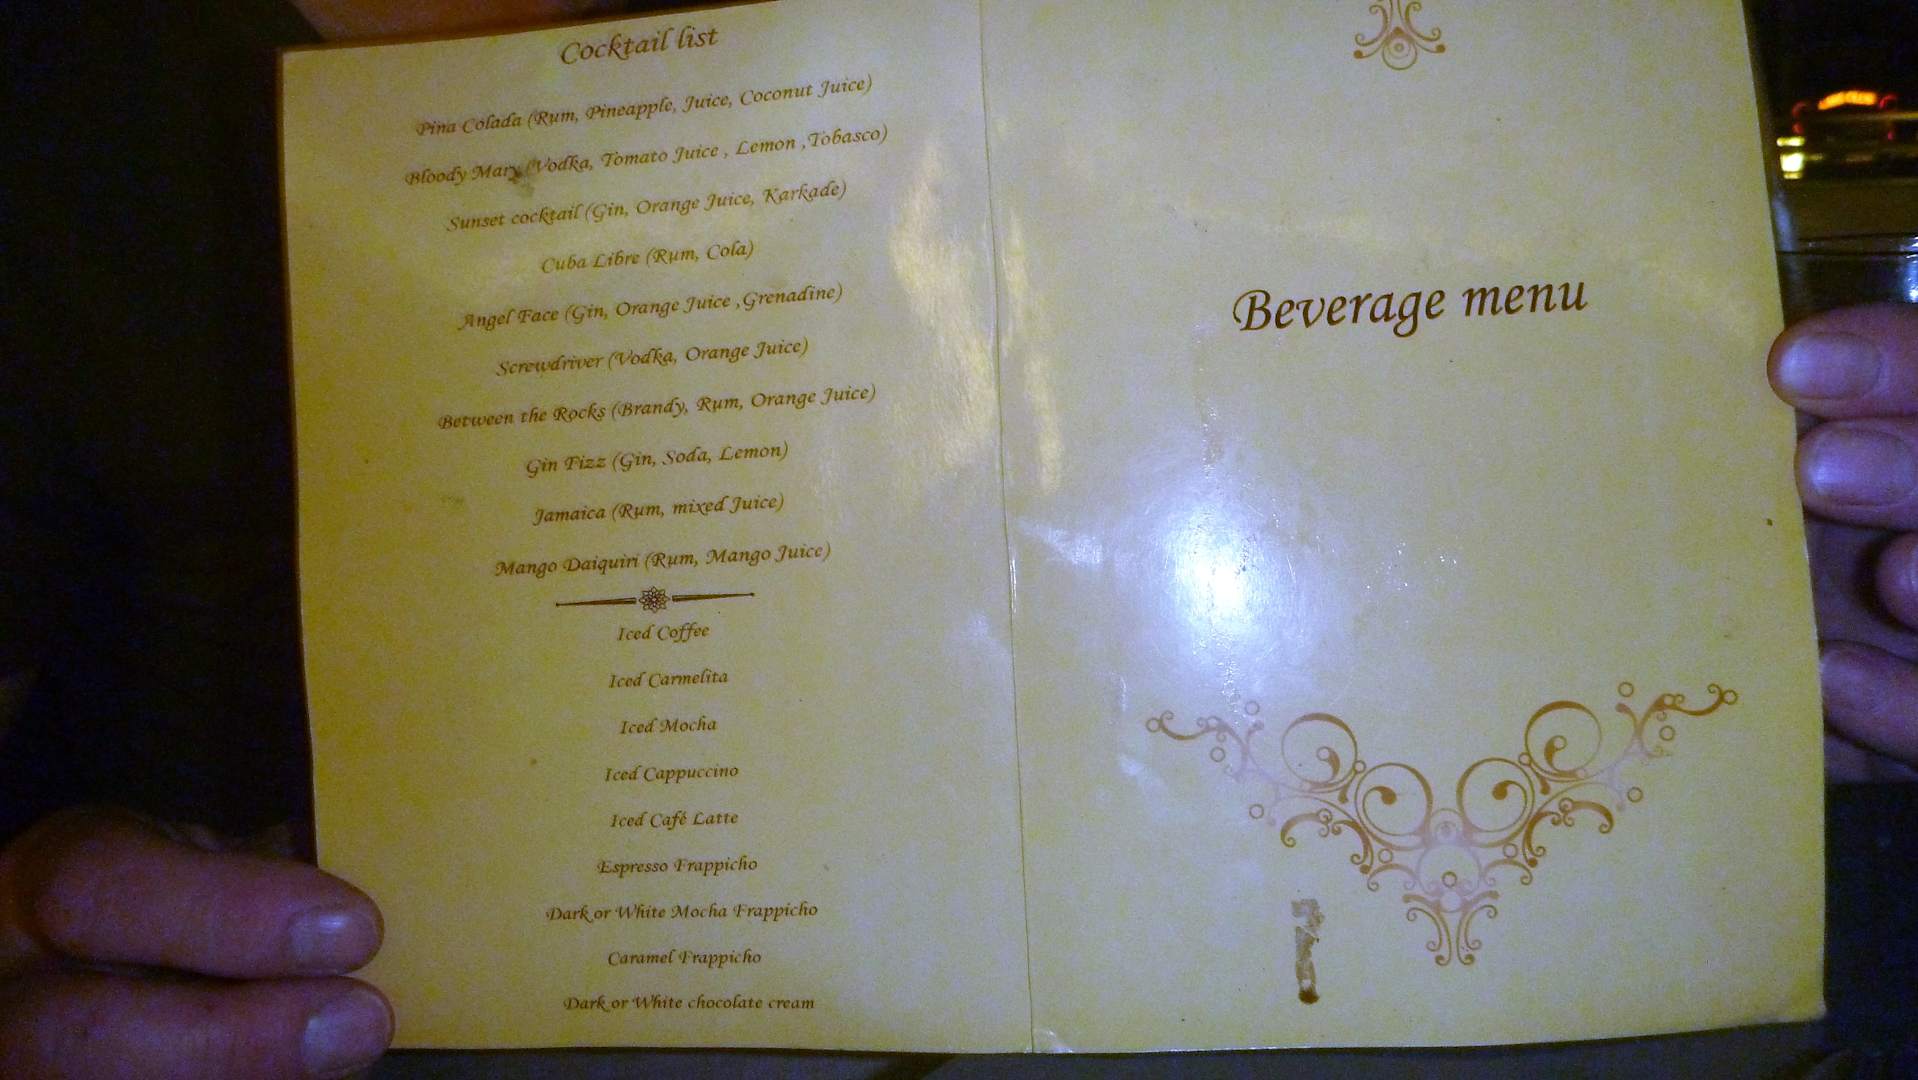 Cocktail list
Pina Colada (Rum, Pineapple, Juice, Coconut Juice)
Bloody Mary (Vodka, Tomato Juice , Lemon ,Tobasco)
Sunset cocktail (Gin, Orange Juice, Karkade)
Cuba Libre (Rum, Cola)
Angel Face (Gin, Orange Juice ,Grenadine)
Screwdriver (Vodka, Orange Juice)
Between the Rocks (Brandy, Rum, Orange Juice)
Gin Fizz (Gin, Soda, Lemon)
Jamaica (Rum, mixed Juice)
Mango Daiquiri (Rum, Mango Juice)
Iced Coffee
Iced Carmelita
Iced Mocha
Iced Cappuccino
Iced Café Latte
Espresso Frappicho
Dark or White Mocha Frappicho
Caramel Frappicho
Dark or White chocolate cream
Beverage menu